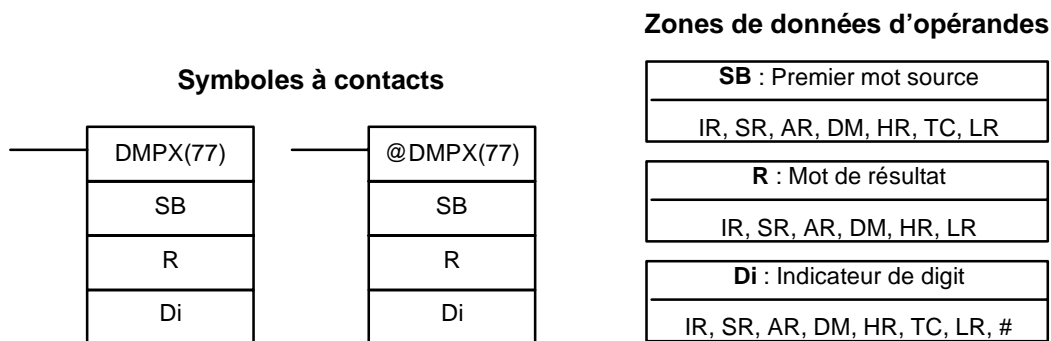 Zones de données d’opérandes
Symboles à contacts
DMPX(77)
SB
R
Di
@DMPX(77)
SB
R
Di
SB : Premier mot source
IR, SR, AR, DM, HR, TC, LR
R : Mot de résultat
IR, SR, AR, DM, HR, LR
Di : Indicateur de digit
IR, SR, AR, DM, HR, TC, LR, #